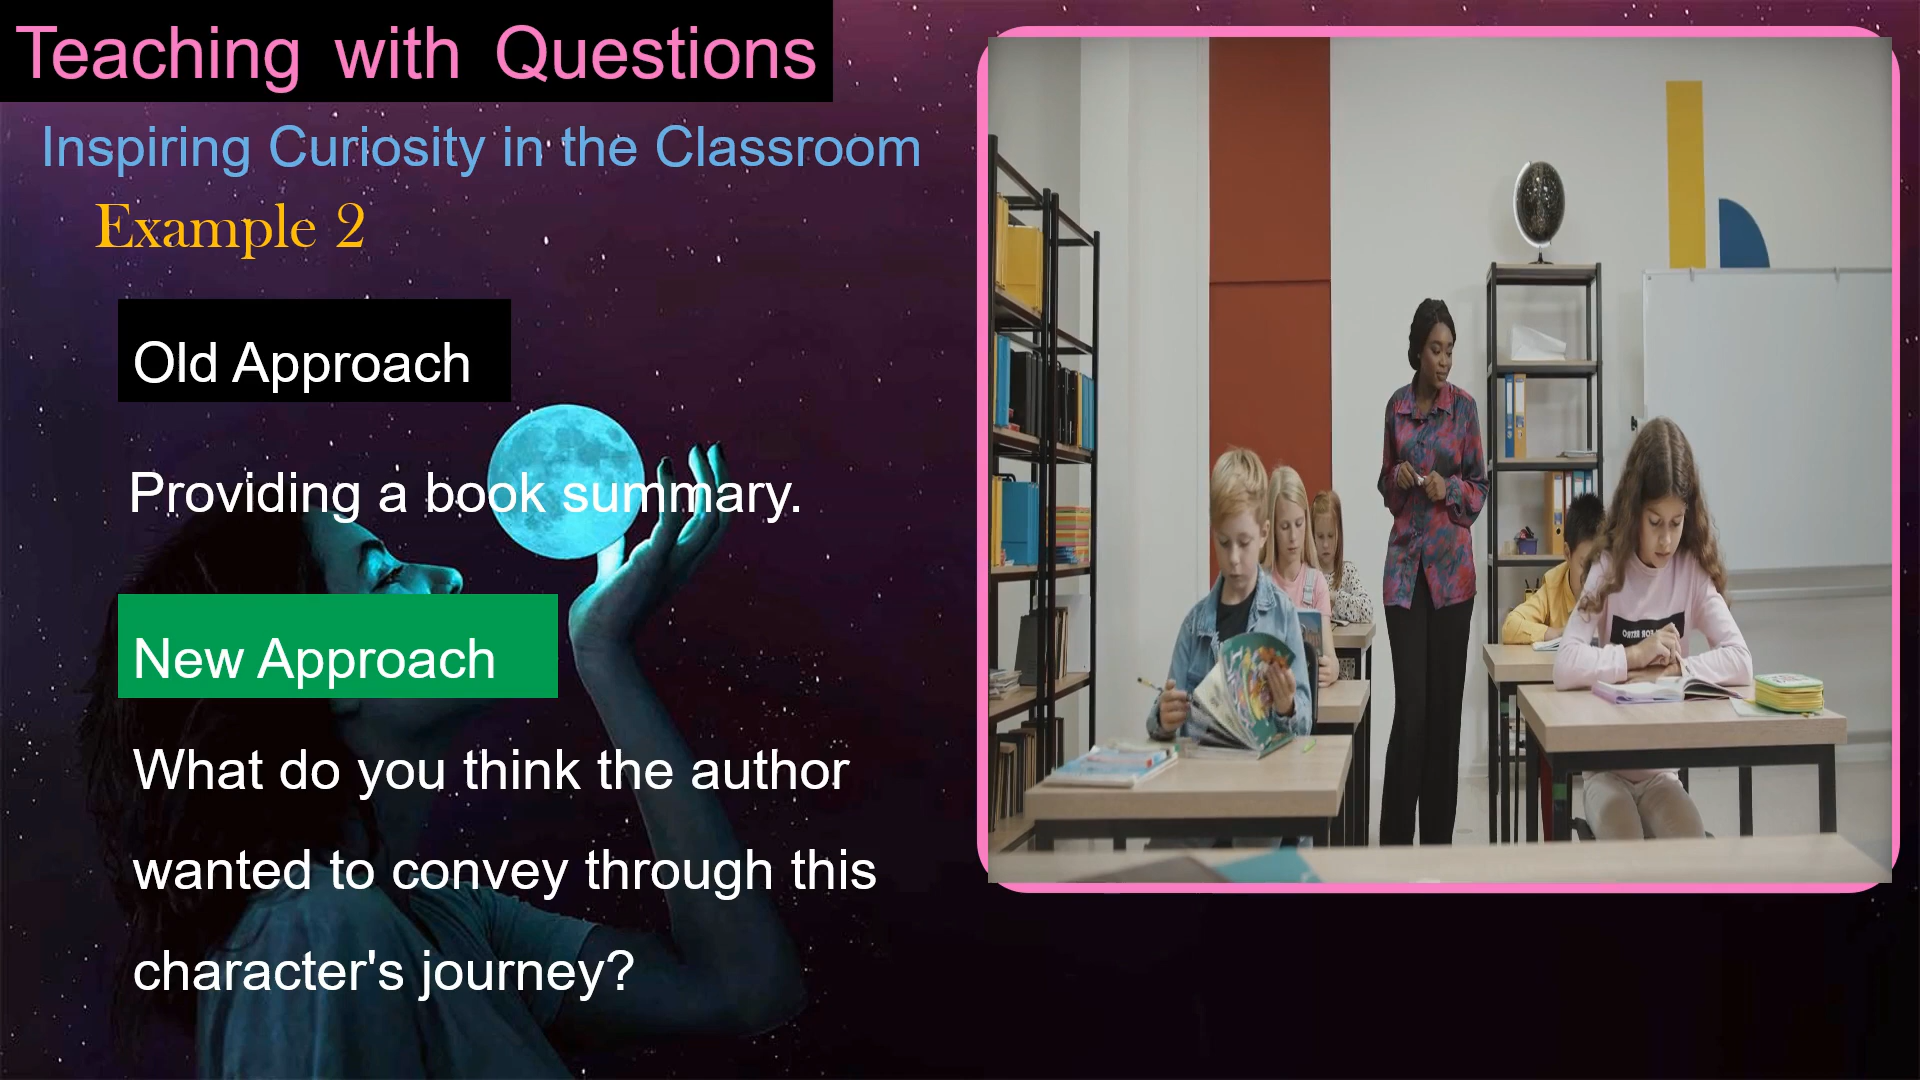 Teaching with Questions
Inspiring Curiosity in the Classroom
Example 2
Old Approach
Providing a book summary.
New Approach
What do you think the author
wanted to convey through this
character's journey?